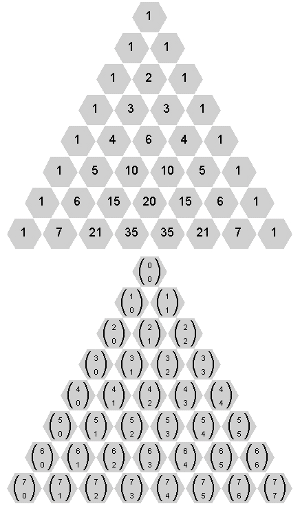 1
1 1
1 2 1
1 3 3 1
1 4 6 4 1
1 5 10 10 5 1
1 6 15 20 15 6 1
1 7 21 35 35 21 7 1
(0 0)
(1 0) (1 1)
(2 0) (2 1) (2 2)
(3 0) (3 1) (3 2) (3 3)
(4 0) (4 1) (4 2) (4 3) (4 4)
(5 0) (5 1) (5 2) (5 3) (5 4) (5 5)
(6 0) (6 1) (6 2) (6 3) (6 4) (6 5) (6 6)
(7 0) (7 1) (7 2) (7 3) (7 4) (7 5) (7 6) (7 7)